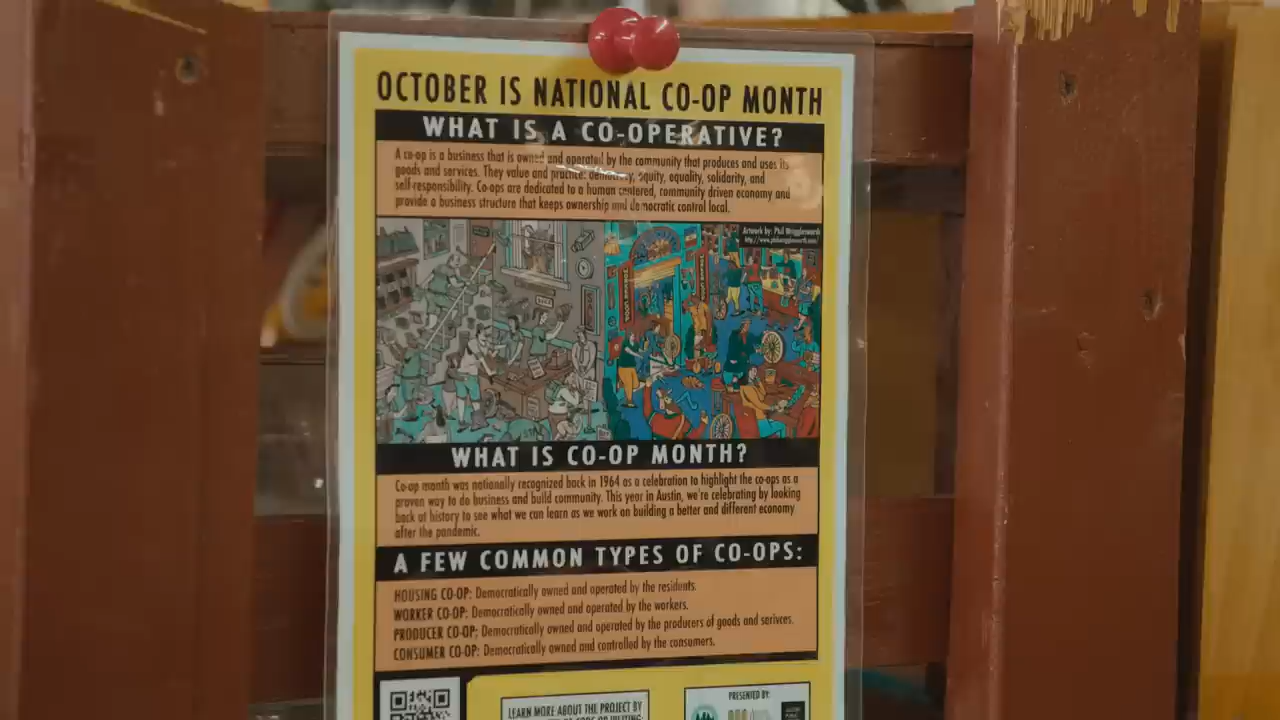 OCTOBER IS NATIONAL CO-OP MONTH
WHAT IS A CO-OPERATIVE?
A co-op is a business that is owned and operated by the community that produces and uses its
goods and services. They value and practice: democracy, equity, equality, solidarity, and
self-responsibility. Co-ops are dedicated to a human centered, community driven economy and
provide a business structure that keeps ownership and democratic control local.
Artwork by: Phil Wrigglesworth
http://www.philwrigglesworth.com/
WHAT IS CO-OP MONTH?
Co-op month was nationally recognized back in 1964 as a celebration to highlight the co-ops as a
proven way to do business and build community. This year in Austin, we're celebrating by looking
back at history to see what we can learn as we work on building a better and different economy
after the pandemic.
A FEW COMMON TYPES OF CO-OPS:
HOUSING CO-OP: Democratically owned and operated by the residents.
WORKER CO-OP: Democratically owned and operated by the workers.
PRODUCER CO-OP: Democratically owned and operated by the producers of goods and serivces.
CONSUMER CO-OP: Democratically owned and controlled by the consumers.
LEARN MORE ABOUT THE PROJECT BY
PRESENTED BY: